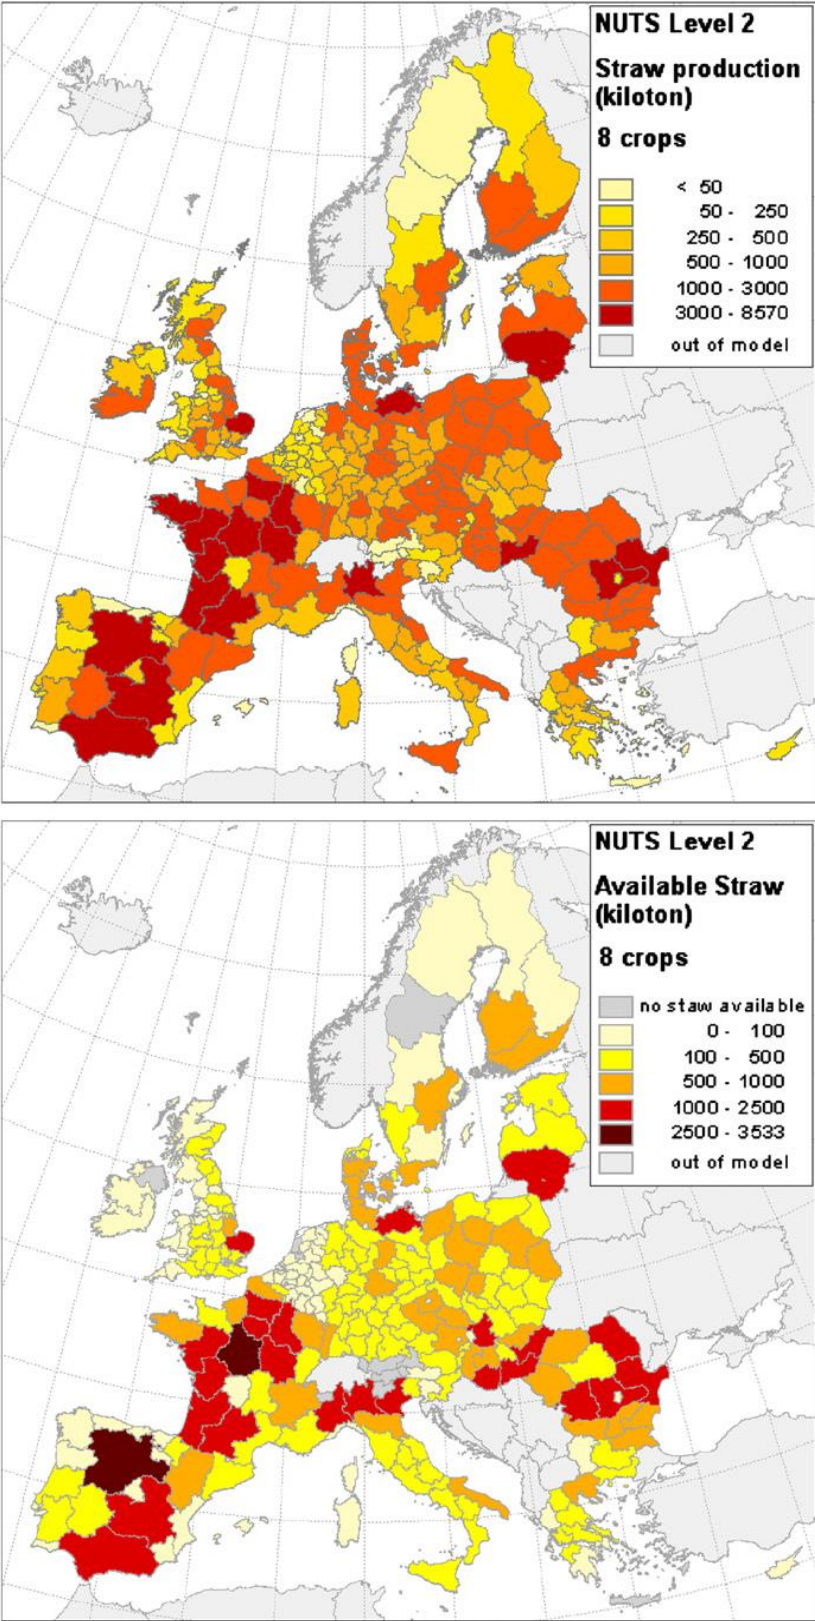 NUTS Level 2
Straw production
(kiloton)
8 crops
< 50
50 - 250
250 - 500
500 - 1000
1000 - 3000
3000 - 8570
out of model
NUTS Level 2
Available Straw
(kiloton)
8 crops
no staw available
0 - 100
100 - 500
500 - 1000
1000 - 2500
2500 - 3533
out of model